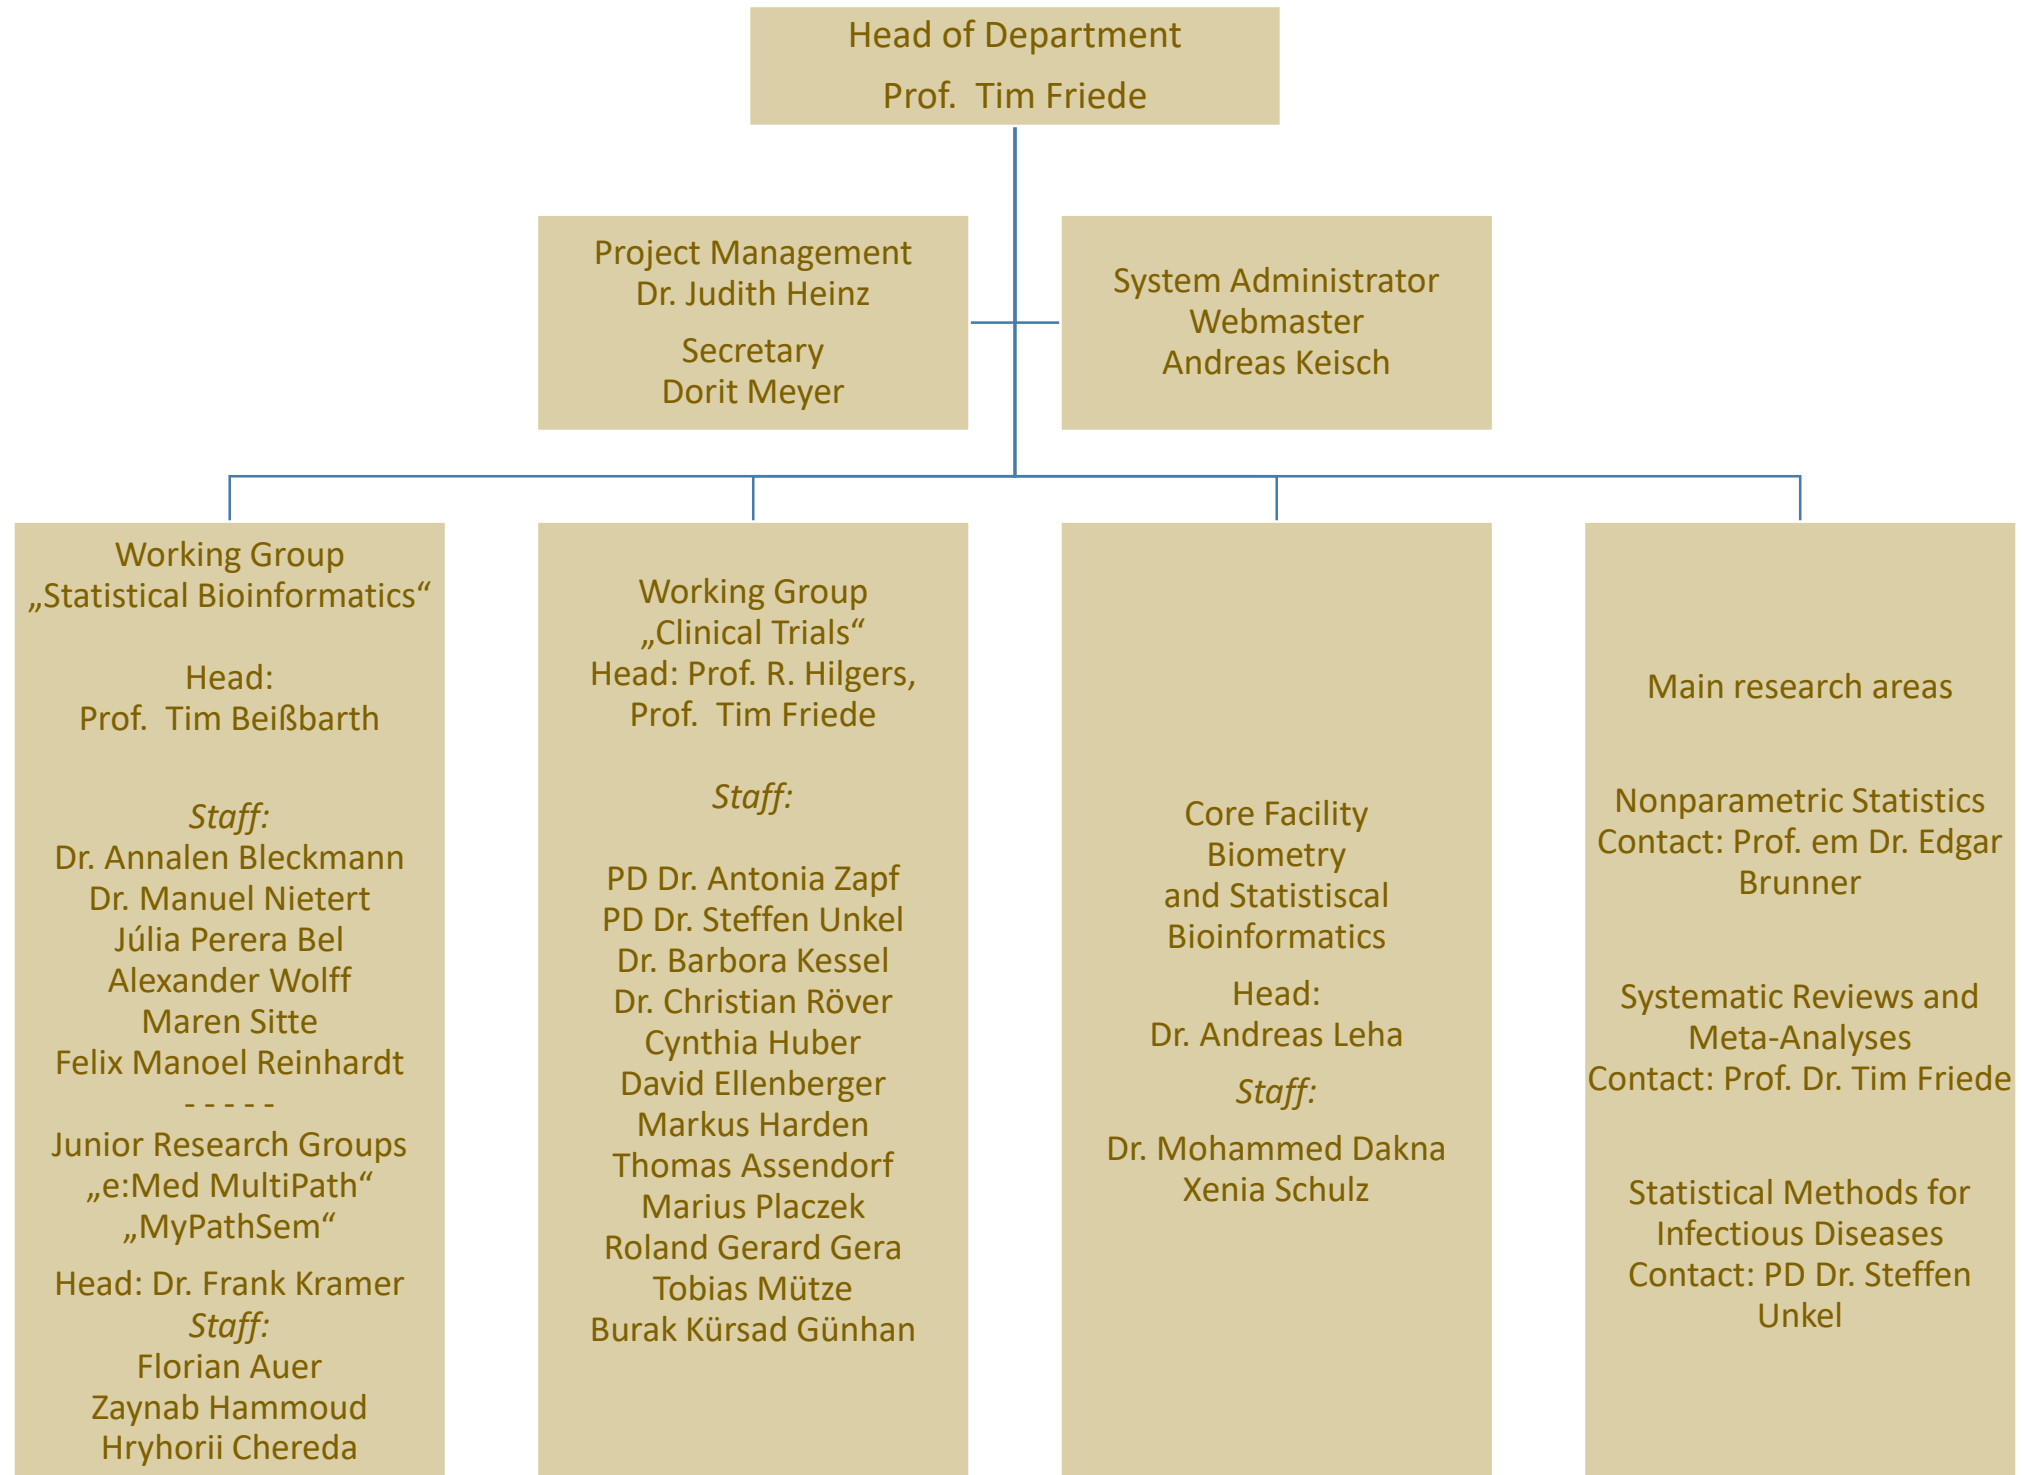 Head of Department
Prof. Tim Friede
Project Management
Dr. Judith Heinz
Secretary
Dorit Meyer
System Administrator
Webmaster
Andreas Keisch
Working Group
„Statistical Bioinformatics“
Head:
Prof. Tim Beißbarth
Staff:
Dr. Annalen Bleckmann
Dr. Manuel Nietert
Júlia Perera Bel
Alexander Wolff
Maren Sitte
Felix Manoel Reinhardt
- - - - -
Junior Research Groups
„e:Med MultiPath“
„MyPathSem“
Head: Dr. Frank Kramer
Staff:
Florian Auer
Zaynab Hammoud
Hryhorii Chereda
Working Group
„Clinical Trials“
Head: Prof. R. Hilgers,
Prof. Tim Friede
Staff:
PD Dr. Antonia Zapf
PD Dr. Steffen Unkel
Dr. Barbora Kessel
Dr. Christian Röver
Cynthia Huber
David Ellenberger
Markus Harden
Thomas Assendorf
Marius Placzek
Roland Gerard Gera
Tobias Mütze
Burak Kürsad Günhan
Core Facility
Biometry
and Statistiscal
Bioinformatics
Head:
Dr. Andreas Leha
Staff:
Dr. Mohammed Dakna
Xenia Schulz
Main research areas
Nonparametric Statistics
Contact: Prof. em Dr. Edgar
Brunner
Systematic Reviews and
Meta-Analyses
Contact: Prof. Dr. Tim Friede
Statistical Methods for
Infectious Diseases
Contact: PD Dr. Steffen
Unkel